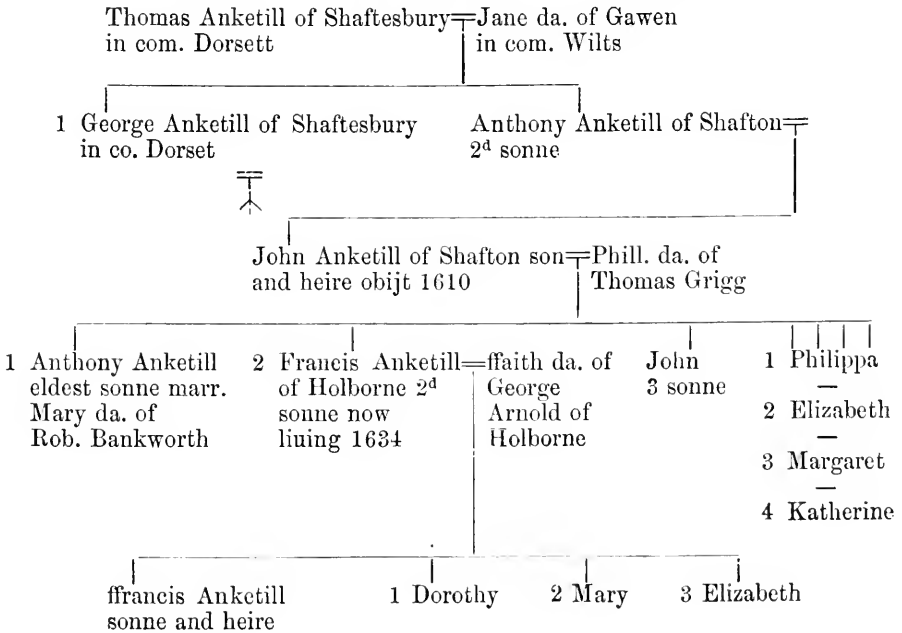 Thomas Anketill of Shaftesbury=Jane da. of Gawen
in com. Dorsett in com. Wilts
1 George Anketill of Shaftesbury
in co. Dorset
Anthony Anketill of Shafton=
2d sonne
John Anketill of Shafton son=Phill. da. of
and heire obijt 1610 Thomas Grigg
1 Anthony Anketill
eldest sonne marr.
Mary da. of
Rob. Bankworth
2 Francis Anketill=ffaith da. of
of Holborne 2d George
sonne now Arnold of
liuing 1634 Holborne
John
3 sonne
1 Philippa
2 Elizabeth
3 Margaret
4 Katherine
ffrancis Anketill
sonne and heire
1 Dorothy
2 Mary
3 Elizabeth